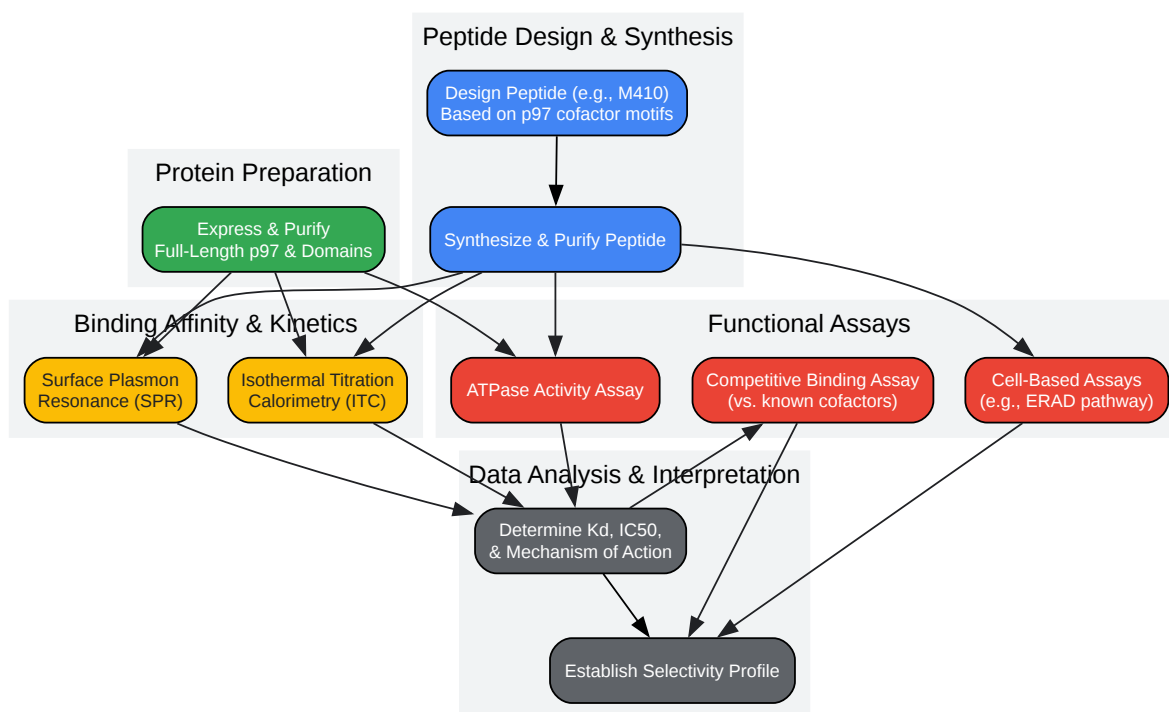 Peptide Design & Synthesis
Design Peptide (e.g., M410)
Based on p97 cofactor motifs
Protein Preparation
Express & Purify
Full-Length p97 & Domains
Synthesize & Purify Peptide
Binding Affinity & Kinetics
Functional Assays
Surface Plasmon
Resonance (SPR)
Isothermal Titration
Calorimetry (ITC)
ATPase Activity Assay
Competitive Binding Assay
(vs. known cofactors)
Cell-Based Assays
(e.g., ERAD pathway)
Data Analysis & Interpretation
Determine Kd, IC50,
& Mechanism of Action
Establish Selectivity Profile